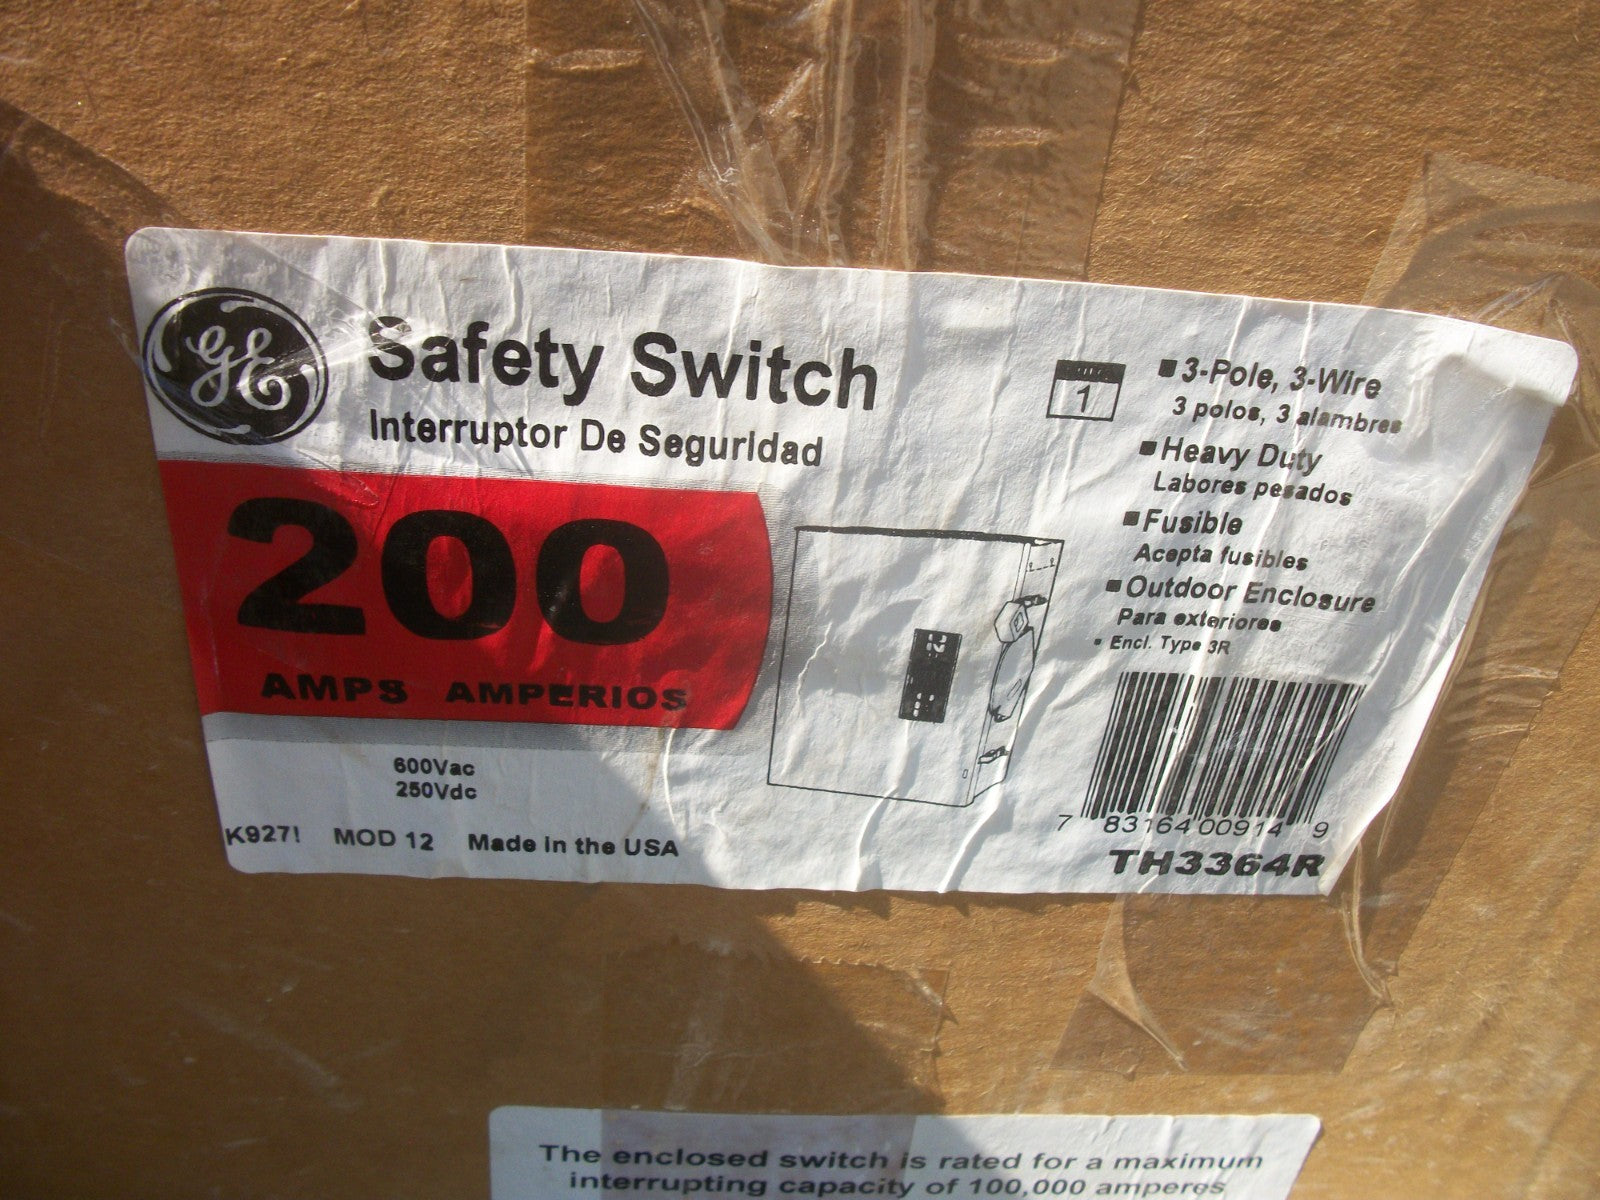 GE
Safety Switch
Interruptor De Seguridad
200
AMPS AMPERIOS
600Vac
250Vdc
K927! MOD 12 Made in the USA
1
■ 3-Pole, 3-Wire
3 polos, 3 alambres
■ Heavy Duty
Labores pesados
■ Fusible
Acepta fusibles
■ Outdoor Enclosure
Para exteriores
▪ Encl. Type 3R
7 83164 00914 9
TH3364R
The enclosed switch is rated for a maximum
interrupting capacity of 100,000 amperes